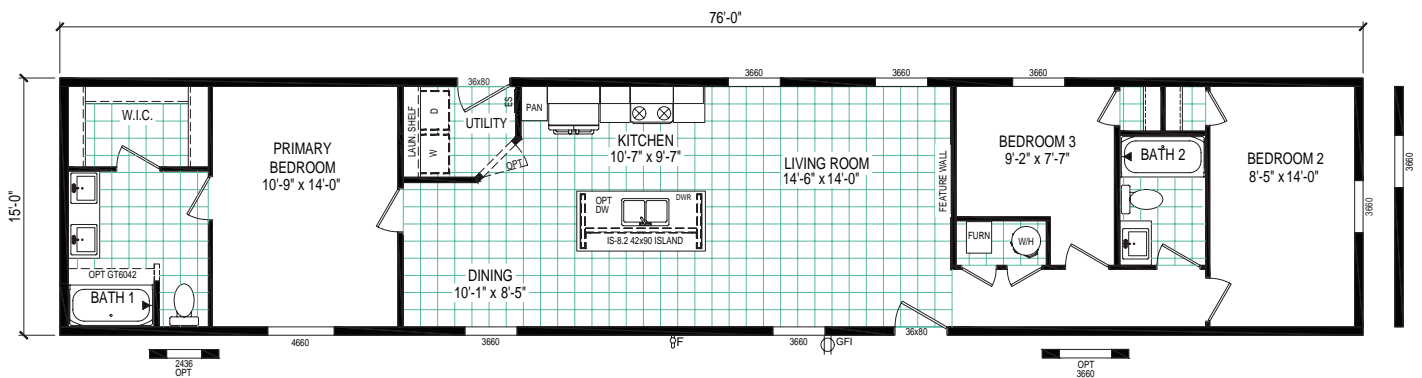 76'-0"
15'-0"
36x80
3660
3660
3660
W.I.C.
PRIMARY
BEDROOM
10'-9" x 14'-0"
LAUN. SHELF
D
W
UTILITY
ES
OPT
PAN
KITCHEN
10'-7" x 9'-7"
LIVING ROOM
14'-6" x 14'-0"
FEATURE WALL
BEDROOM 3
9'-2" x 7'-7"
BATH 2
BEDROOM 2
8'-5" x 14'-0"
3660
3660
OPT
DW
DWR
IS-8.2 42x90 ISLAND
FURN
W/H
OPT GT6042
BATH 1
DINING
10'-1" x 8'-5"
4660
3660
F
3660
GFI
36x80
2436
OPT
OPT
3660